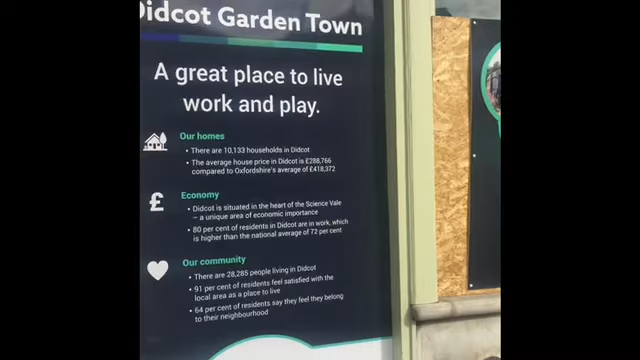 Didcot Garden Town
A great place to live
work and play.
Our homes
• There are 10,133 households in Didcot
• The average house price in Didcot is £288,766
compared to Oxfordshire's average of £418,372
£
Economy
• Didcot is situated in the heart of the Science Vale
– a unique area of economic importance
• 80 per cent of residents in Didcot are in work, which
is higher than the national average of 72 per cent
Our community
• There are 28,285 people living in Didcot
• 91 per cent of residents feel satisfied with the
local area as a place to live
• 64 per cent of residents say they feel they belong
to their neighbourhood